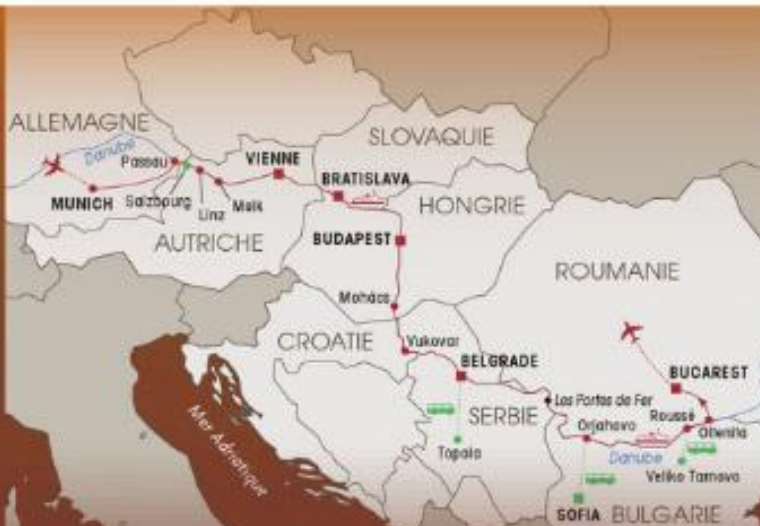 ALLEMAGNE
Danube
Passau
MUNICH
Salzbourg
Linz
Melk
VIENNE
AUTRICHE
SLOVAQUIE
BRATISLAVA
HONGRIE
BUDAPEST
Mohács
CROATIE
Vukovar
BELGRADE
SERBIE
Topola
Mer Adriatique
ROUMANIE
BUCAREST
Les Portes de Fer
Roussé
Oltenita
Orjahovo
Danube
Veliko Tarnovo
SOFIA
BULGARIE